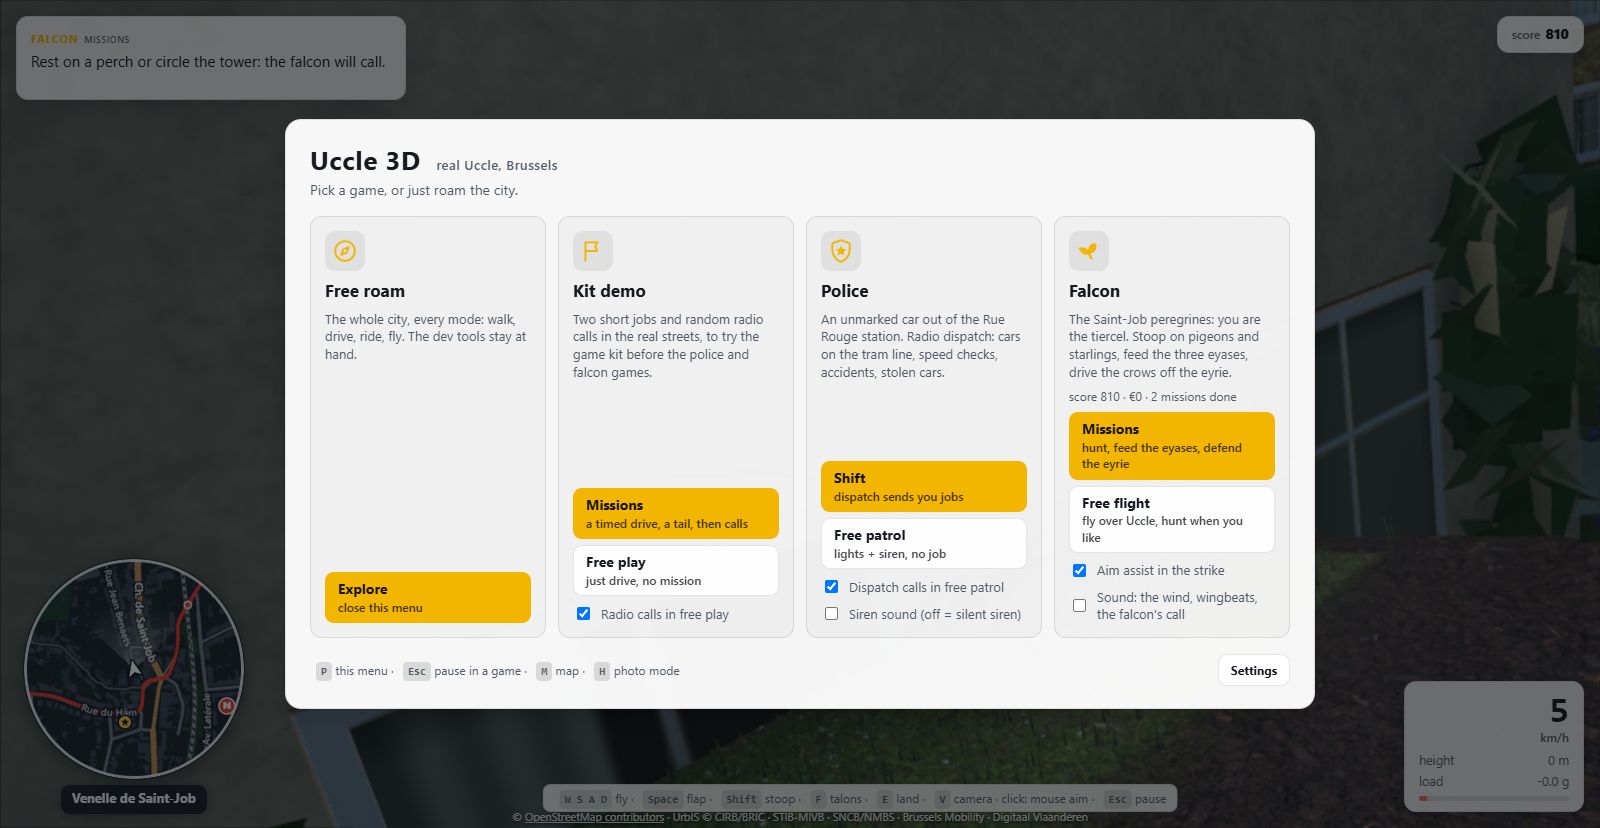 FALCON MISSIONS
Rest on a perch or circle the tower: the falcon will call.
score 810
Uccle 3D real Uccle, Brussels
Pick a game, or just roam the city.
Free roam
The whole city, every mode: walk,
drive, ride, fly. The dev tools stay at
hand.
Explore
close this menu
Kit demo
Two short jobs and random radio
calls in the real streets, to try the
game kit before the police and
falcon games.
Missions
a timed drive, a tail, then calls
Free play
just drive, no mission
Radio calls in free play
Police
An unmarked car out of the Rue
Rouge station. Radio dispatch: cars
on the tram line, speed checks,
accidents, stolen cars.
Shift
dispatch sends you jobs
Free patrol
lights + siren, no job
Dispatch calls in free patrol
Siren sound (off = silent siren)
Falcon
The Saint-Job peregrines: you are
the tiercel. Stoop on pigeons and
starlings, feed the three eyases,
drive the crows off the eyrie.
score 810 · €0 · 2 missions done
Missions
hunt, feed the eyases, defend
the eyrie
Free flight
fly over Uccle, hunt when you
like
Aim assist in the strike
Sound: the wind, wingbeats,
the falcon's call
P this menu · Esc pause in a game · M map · H photo mode
Settings
Rue Jean Benaets
Ch. de Saint-Job
Rue du Ham
Av. Latérale
N
Venelle de Saint-Job
5
km/h
height 0 m
load -0.0 g
W S A D fly · Space flap · Shift stoop · F talons · E land · V camera · click: mouse aim · Esc pause
© OpenStreetMap contributors · UrbIS © CIRB/BRIC · STIB-MIVB · SNCB/NMBS · Brussels Mobility · Digitaal Vlaanderen